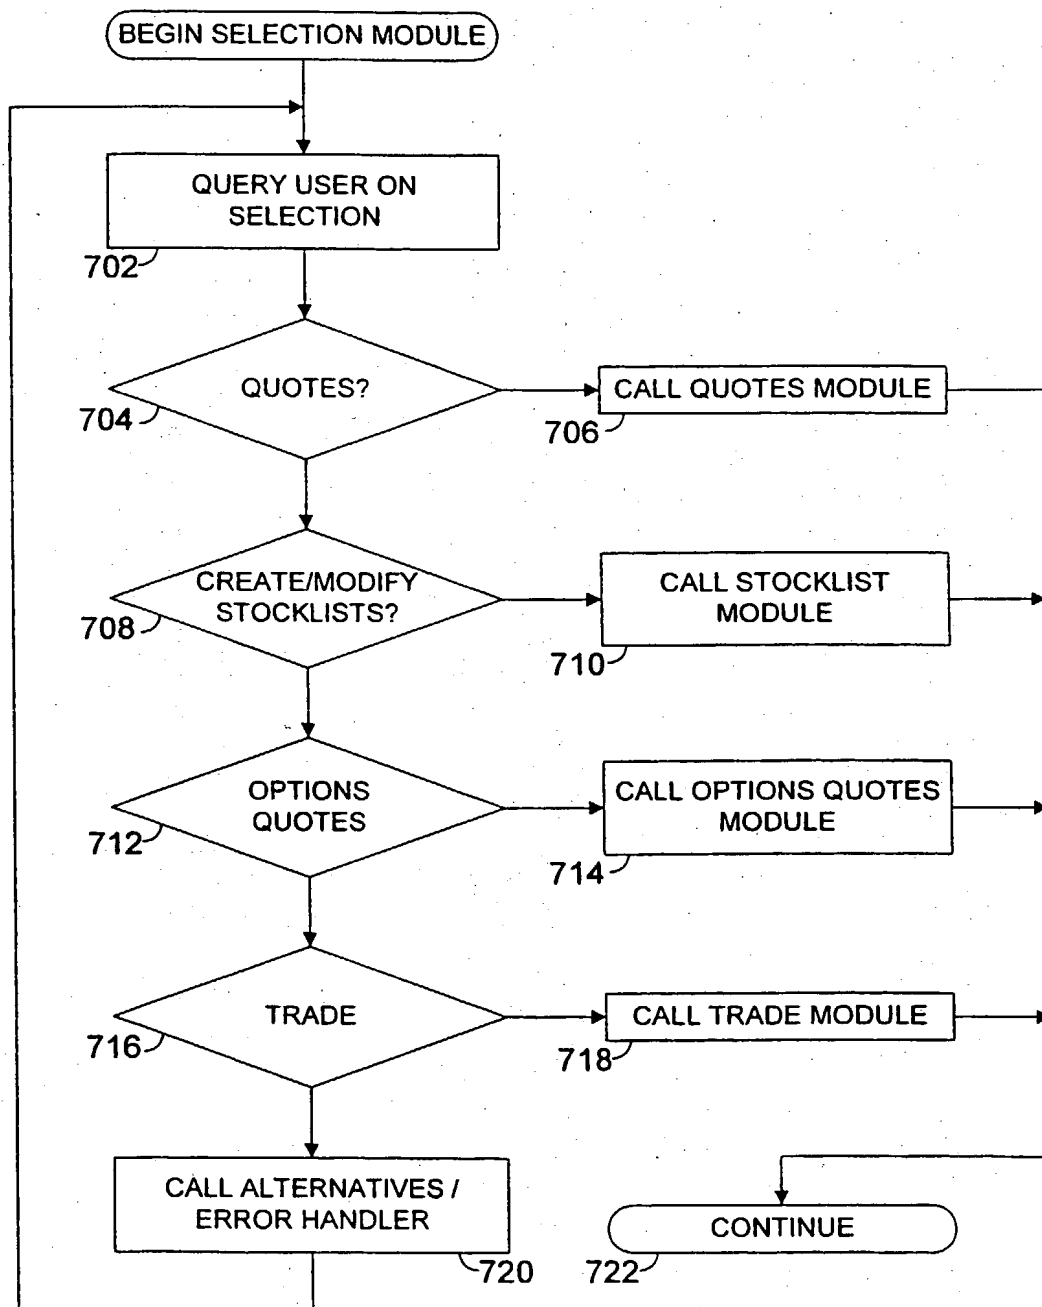 BEGIN SELECTION MODULE
QUERY USER ON
SELECTION
702
QUOTES?
704
CALL QUOTES MODULE
706
CREATE/MODIFY
STOCKLISTS?
708
CALL STOCKLIST
MODULE
710
OPTIONS
QUOTES
712
CALL OPTIONS QUOTES
MODULE
714
TRADE
716
CALL TRADE MODULE
718
CALL ALTERNATIVES /
ERROR HANDLER
720
CONTINUE
722